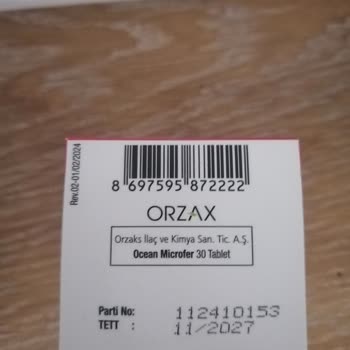 Rev.02-01/02/2024
8 697595 872222
ORZAX
Orzaks İlaç ve Kimya San. Tic. A.Ş.
Ocean Microfer 30 Tablet
Parti No: 112410153
TETT : 11/2027